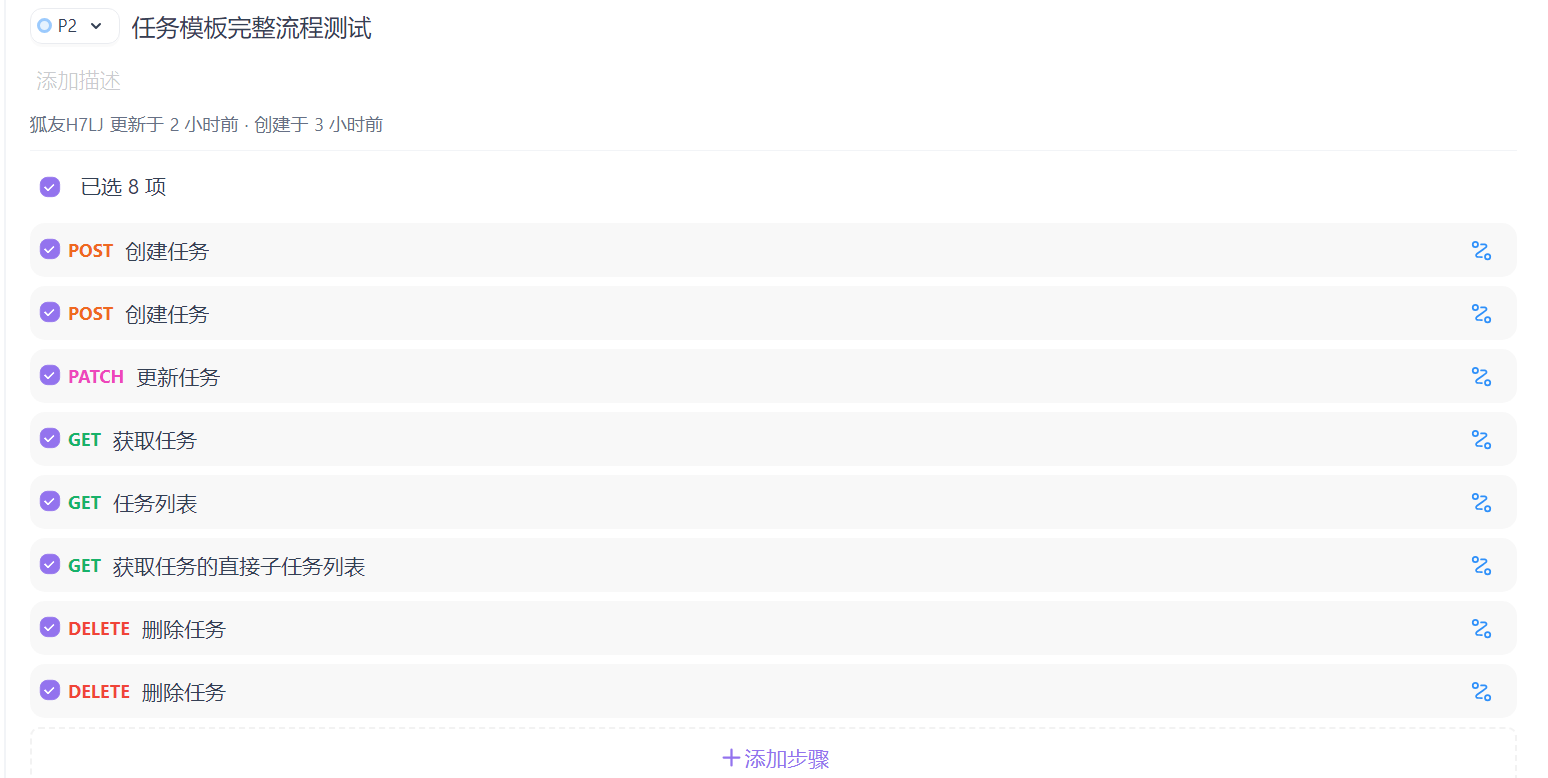 P2 任务模板完整流程测试
添加描述
狐友H7LJ 更新于 2 小时前 · 创建于 3 小时前
已选 8 项
POST 创建任务
POST 创建任务
PATCH 更新任务
GET 获取任务
GET 任务列表
GET 获取任务的直接子任务列表
DELETE 删除任务
DELETE 删除任务
添加步骤